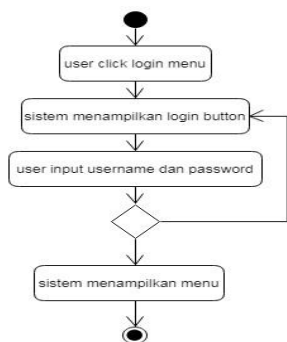 user click login menu
sistem menampilkan login button
user input username dan password
sistem menampilkan menu